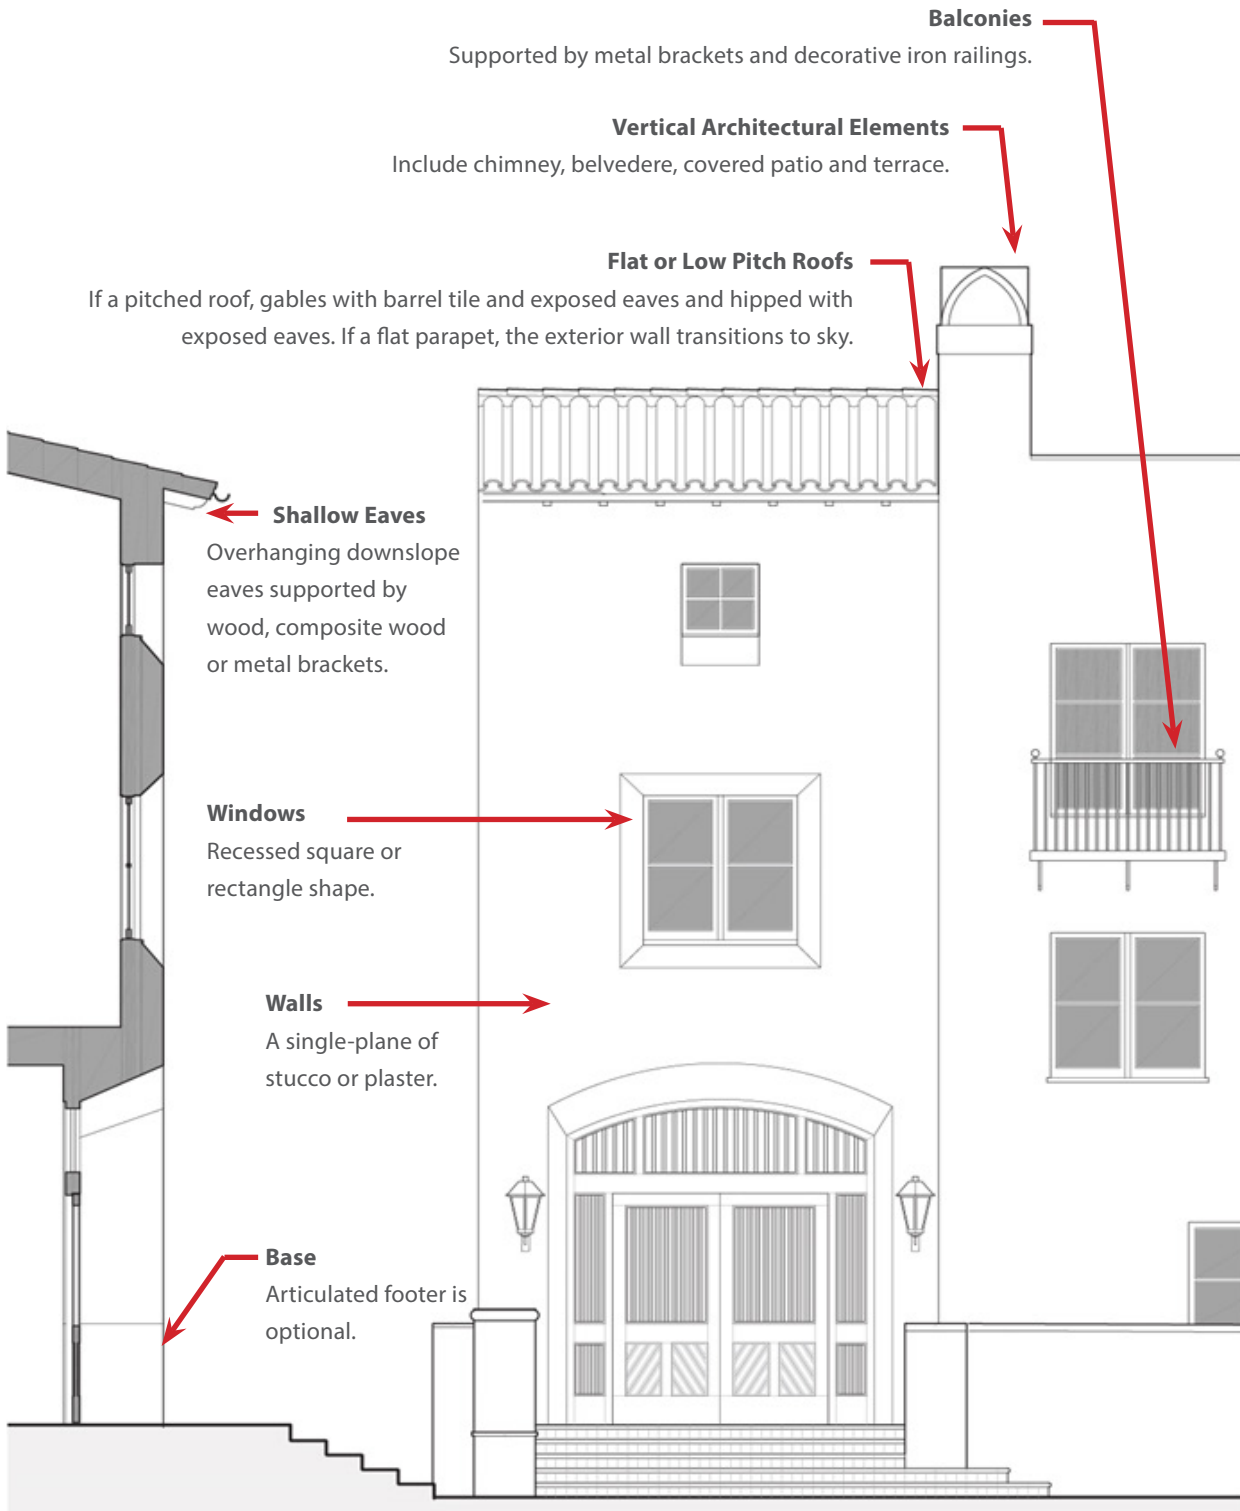 Balconies
Supported by metal brackets and decorative iron railings.
Vertical Architectural Elements
Include chimney, belvedere, covered patio and terrace.
Flat or Low Pitch Roofs
If a pitched roof, gables with barrel tile and exposed eaves and hipped with
exposed eaves. If a flat parapet, the exterior wall transitions to sky.
Shallow Eaves
Overhanging downslope
eaves supported by
wood, composite wood
or metal brackets.
Windows
Recessed square or
rectangle shape.
Walls
A single-plane of
stucco or plaster.
Base
Articulated footer is
optional.